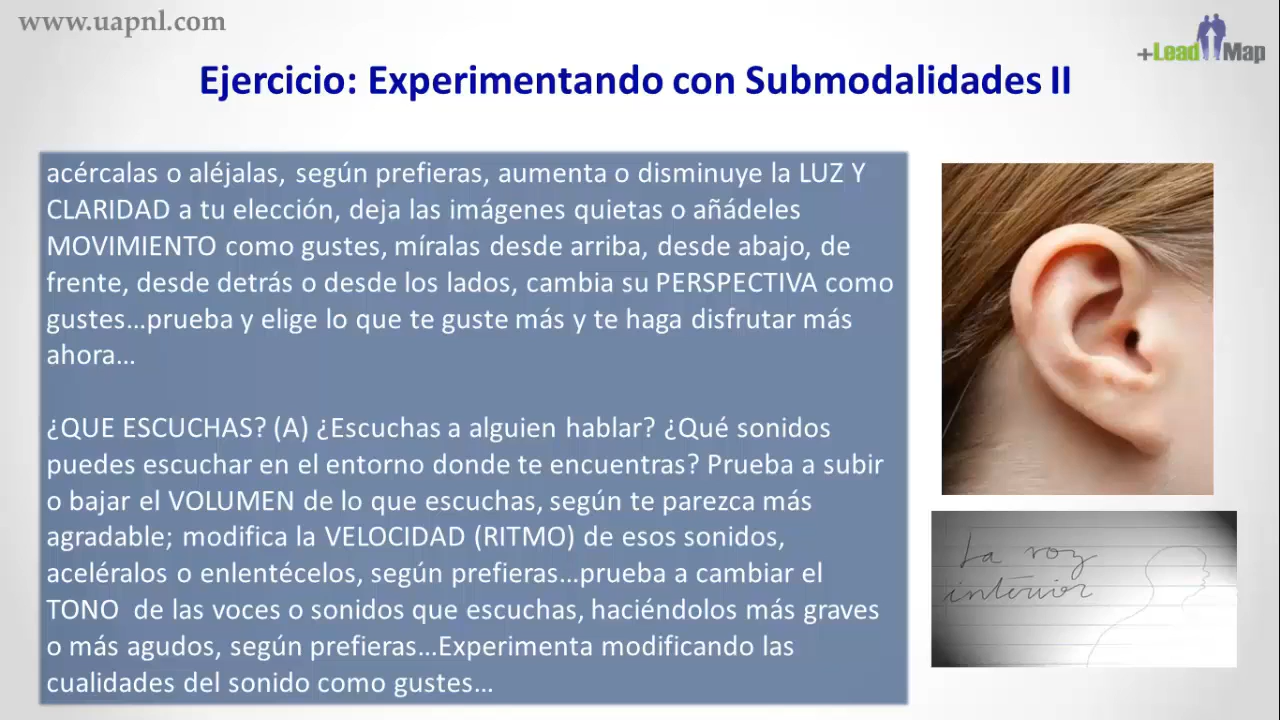 www.uapnl.com
+Lead Map
Ejercicio: Experimentando con Submodalidades II
acércalas o aléjalas, según prefieras, aumenta o disminuye la LUZ Y
CLARIDAD a tu elección, deja las imágenes quietas o añádeles
MOVIMIENTO como gustes, míralas desde arriba, desde abajo, de
frente, desde detrás o desde los lados, cambia su PERSPECTIVA como
gustes...prueba y elige lo que te guste más y te haga disfrutar más
ahora...
¿QUE ESCUCHAS? (A) ¿Escuchas a alguien hablar? ¿Qué sonidos
puedes escuchar en el entorno donde te encuentras? Prueba a subir
o bajar el VOLUMEN de lo que escuchas, según te parezca más
agradable; modifica la VELOCIDAD (RITMO) de esos sonidos,
aceléralos o enlentécelos, según prefieras...prueba a cambiar el
TONO  de las voces o sonidos que escuchas, haciéndolos más graves
o más agudos, según prefieras...Experimenta modificando las
cualidades del sonido como gustes...
La voz
interior